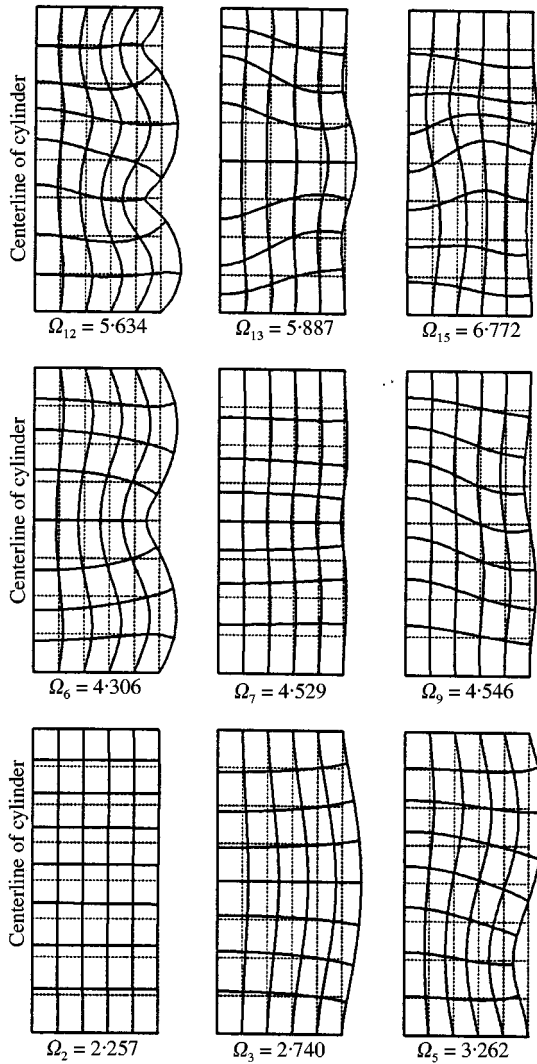 Centerline of cylinder
Ω₁₂ = 5·634
Ω₁₃ = 5·887
Ω₁₅ = 6·772
Centerline of cylinder
Ω₆ = 4·306
Ω₇ = 4·529
Ω₉ = 4·546
Centerline of cylinder
Ω₂ = 2·257
Ω₃ = 2·740
Ω₅ = 3·262